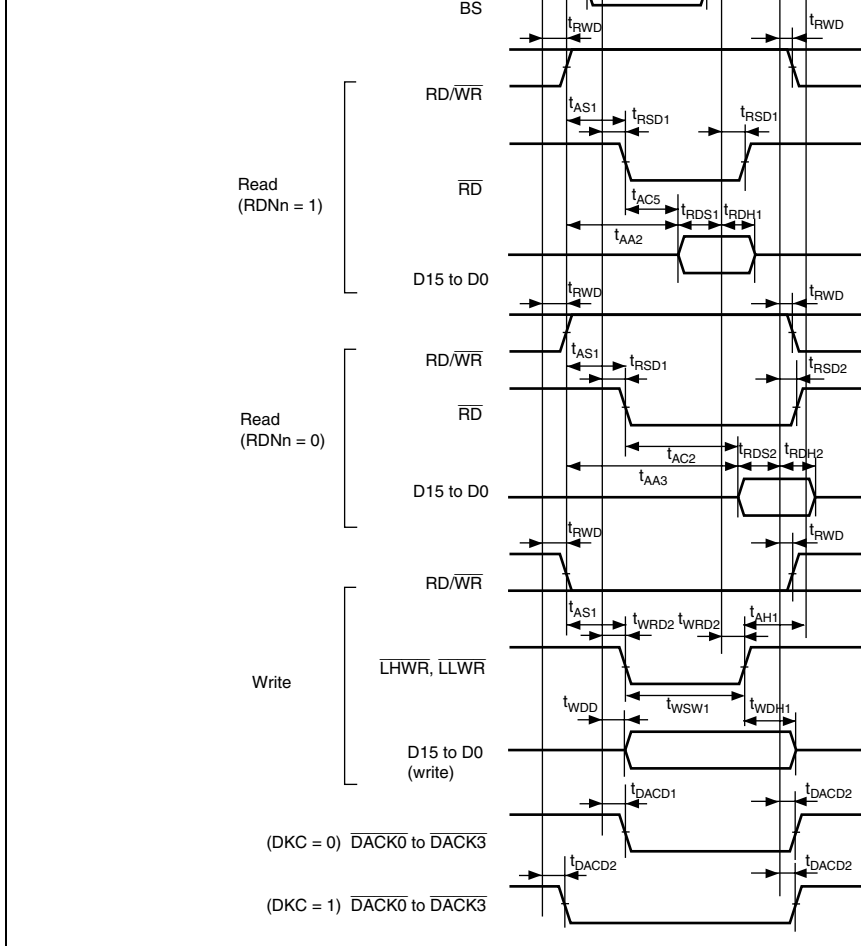 BS
tRWD tRWD
RD/WR
tAS1 tRSD1 tRSD1
Read
(RDNn = 1)
RD
tAC5 tRDS1 tRDH1
tAA2
D15 to D0
tRWD tRWD
RD/WR
tAS1 tRSD1 tRSD2
Read
(RDNn = 0)
RD
tAC2 tRDS2 tRDH2
tAA3
D15 to D0
tRWD tRWD
RD/WR
tAS1 tWRD2 tWRD2 tAH1
Write
LHWR, LLWR
tWDD tWSW1 tWDH1
D15 to D0
(write)
tDACD1 tDACD2
(DKC = 0) DACK0 to DACK3
tDACD2 tDACD2
(DKC = 1) DACK0 to DACK3